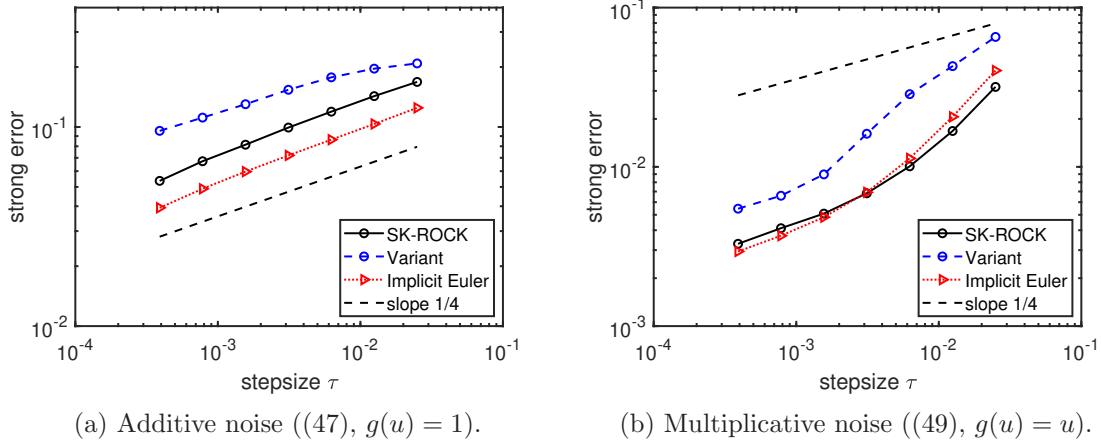 10^-1
10^-2
10^-4
10^-3
10^-2
10^-1
strong error
stepsize τ
SK-ROCK
Variant
Implicit Euler
slope 1/4
(a) Additive noise ((47), g(u) = 1).
10^-1
10^-2
10^-3
10^-4
10^-3
10^-2
10^-1
strong error
stepsize τ
SK-ROCK
Variant
Implicit Euler
slope 1/4
(b) Multiplicative noise ((49), g(u) = u).